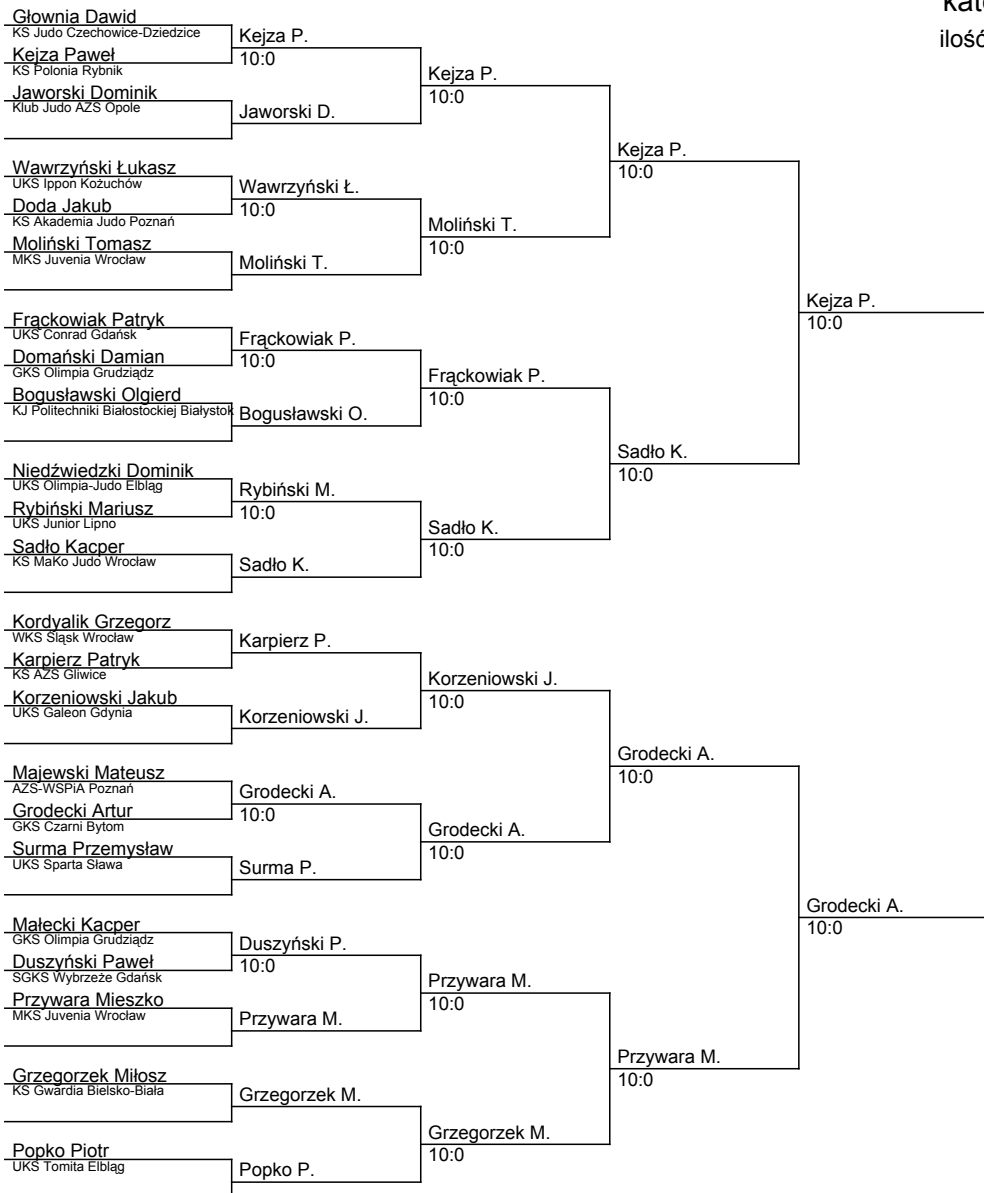 kate
ilość
Głownia Dawid
KS Judo Czechowice-Dziedzice
Kejza Paweł
KS Polonia Rybnik
Jaworski Dominik
Klub Judo AZS Opole
Wawrzyński Łukasz
UKS Ippon Kożuchów
Doda Jakub
KS Akademia Judo Poznań
Moliński Tomasz
MKS Juvenia Wrocław
Frąckowiak Patryk
UKS Conrad Gdańsk
Domański Damian
GKS Olimpia Grudziądz
Bogusławski Olgierd
KJ Politechniki Białostockiej Białystok
Niedźwiedzki Dominik
UKS Olimpia-Judo Elbląg
Rybiński Mariusz
UKS Junior Lipno
Sadło Kacper
KS MaKo Judo Wrocław
Kordyalik Grzegorz
WKS Śląsk Wrocław
Karpierz Patryk
KS AZS Gliwice
Korzeniowski Jakub
UKS Galeon Gdynia
Majewski Mateusz
AZS-WSPiA Poznań
Grodecki Artur
GKS Czarni Bytom
Surma Przemysław
UKS Sparta Sława
Małecki Kacper
GKS Olimpia Grudziądz
Duszyński Paweł
SGKS Wybrzeże Gdańsk
Przywara Mieszko
MKS Juvenia Wrocław
Grzegorzek Miłosz
KS Gwardia Bielsko-Biała
Popko Piotr
UKS Tomita Elbląg
Kejza P.
10:0
Jaworski D.
Wawrzyński Ł.
10:0
Moliński T.
Frąckowiak P.
10:0
Bogusławski O.
Rybiński M.
10:0
Sadło K.
Karpierz P.
Korzeniowski J.
Grodecki A.
10:0
Surma P.
Duszyński P.
10:0
Przywara M.
Grzegorzek M.
Popko P.
Kejza P.
10:0
Moliński T.
10:0
Frąckowiak P.
10:0
Sadło K.
10:0
Korzeniowski J.
10:0
Grodecki A.
10:0
Przywara M.
10:0
Grzegorzek M.
10:0
Kejza P.
10:0
Sadło K.
10:0
Grodecki A.
10:0
Przywara M.
10:0
Kejza P.
10:0
Grodecki A.
10:0